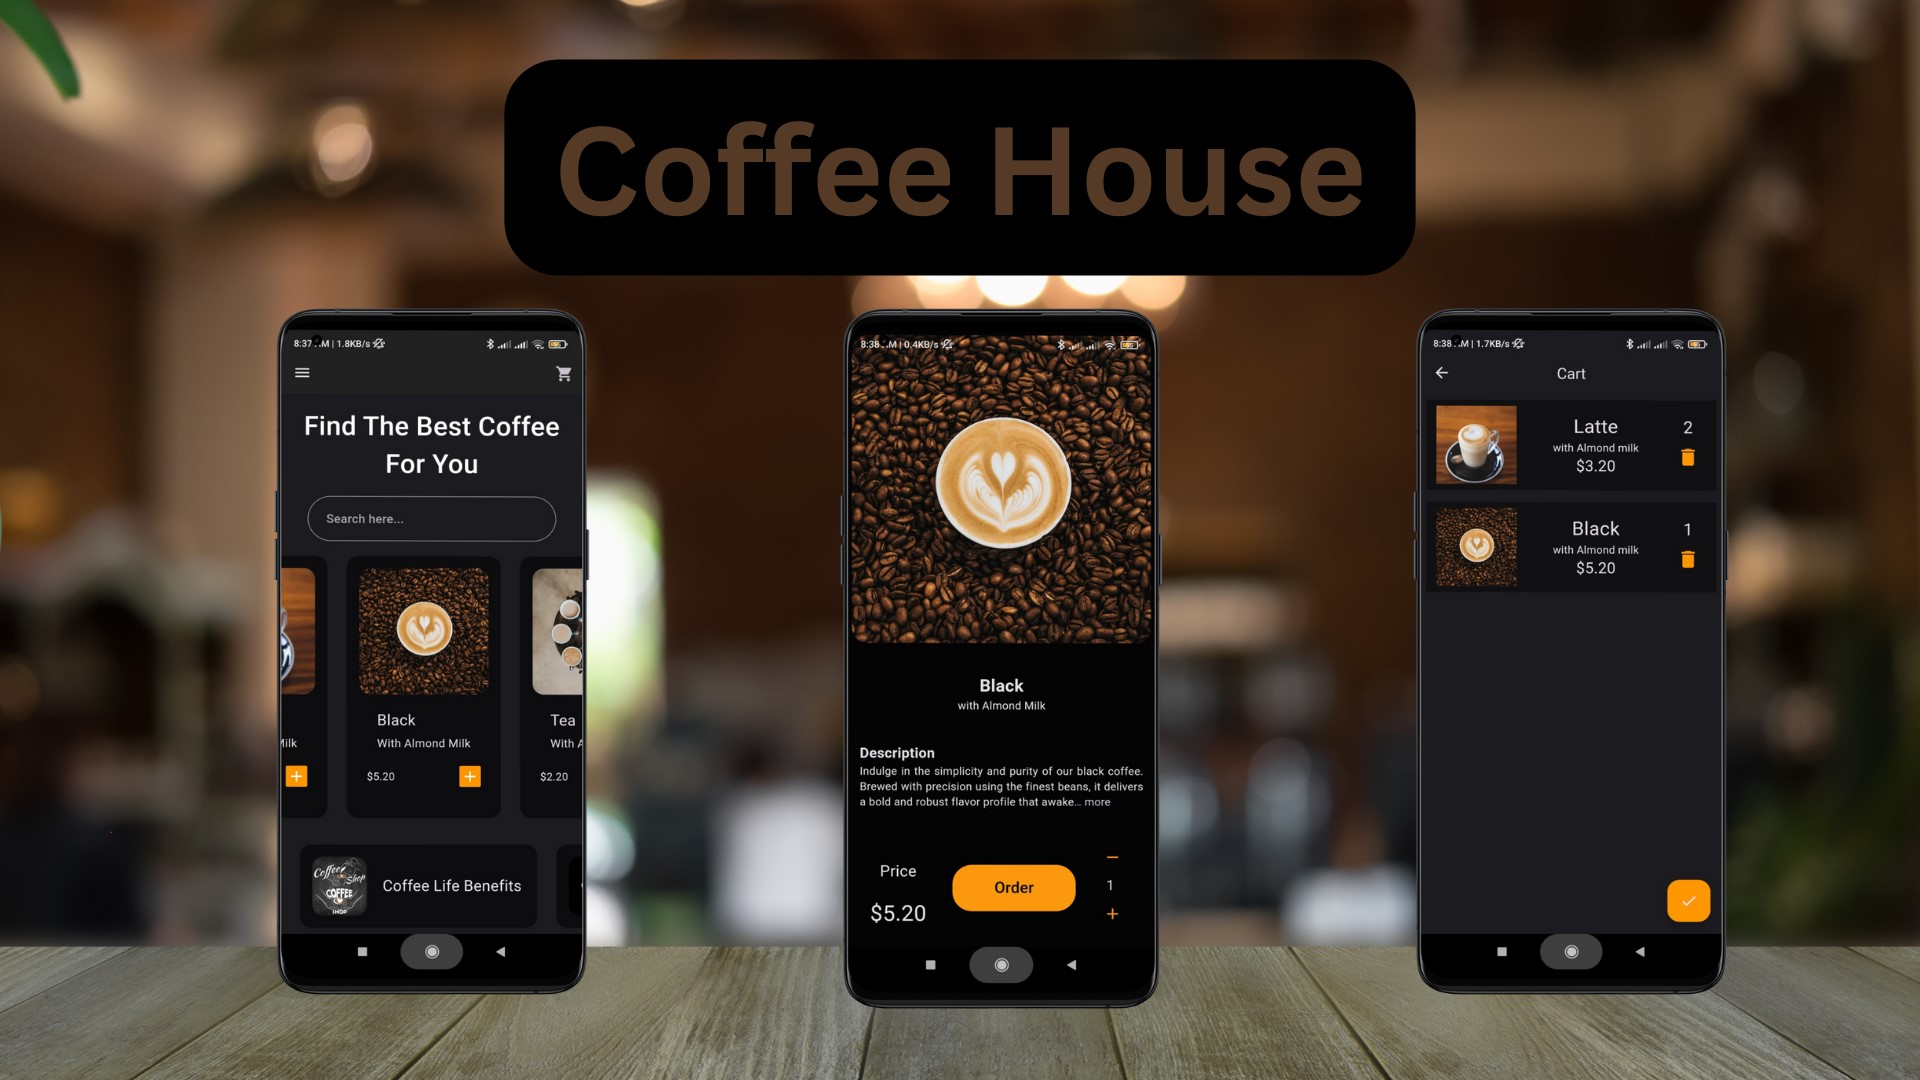 Coffee House
8:37 M | 1.8KB/s
Find The Best Coffee
For You
Search here...
Milk
Black
With Almond Milk
$5.20
Tea
With A
$2.20
Coffee Shop
COFFEE
SHOP
Coffee Life Benefits
8:38 M | 0.4KB/s
Black
with Almond Milk
Description
Indulge in the simplicity and purity of our black coffee.
Brewed with precision using the finest beans, it delivers
a bold and robust flavor profile that awake... more
Price
Order
1
$5.20
8:38 M | 1.7KB/s
Cart
Latte
2
with Almond milk
$3.20
Black
1
with Almond milk
$5.20